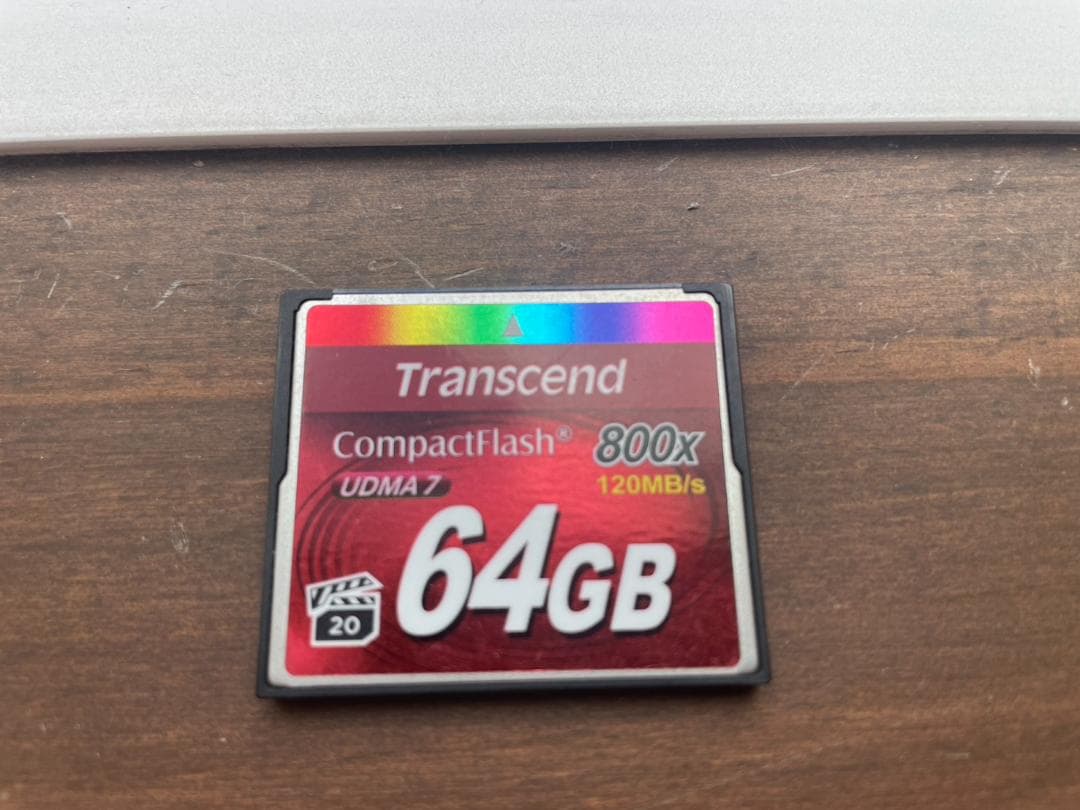 Transcend
CompactFlash® 800x
UDMA 7 120MB/s
64GB
20